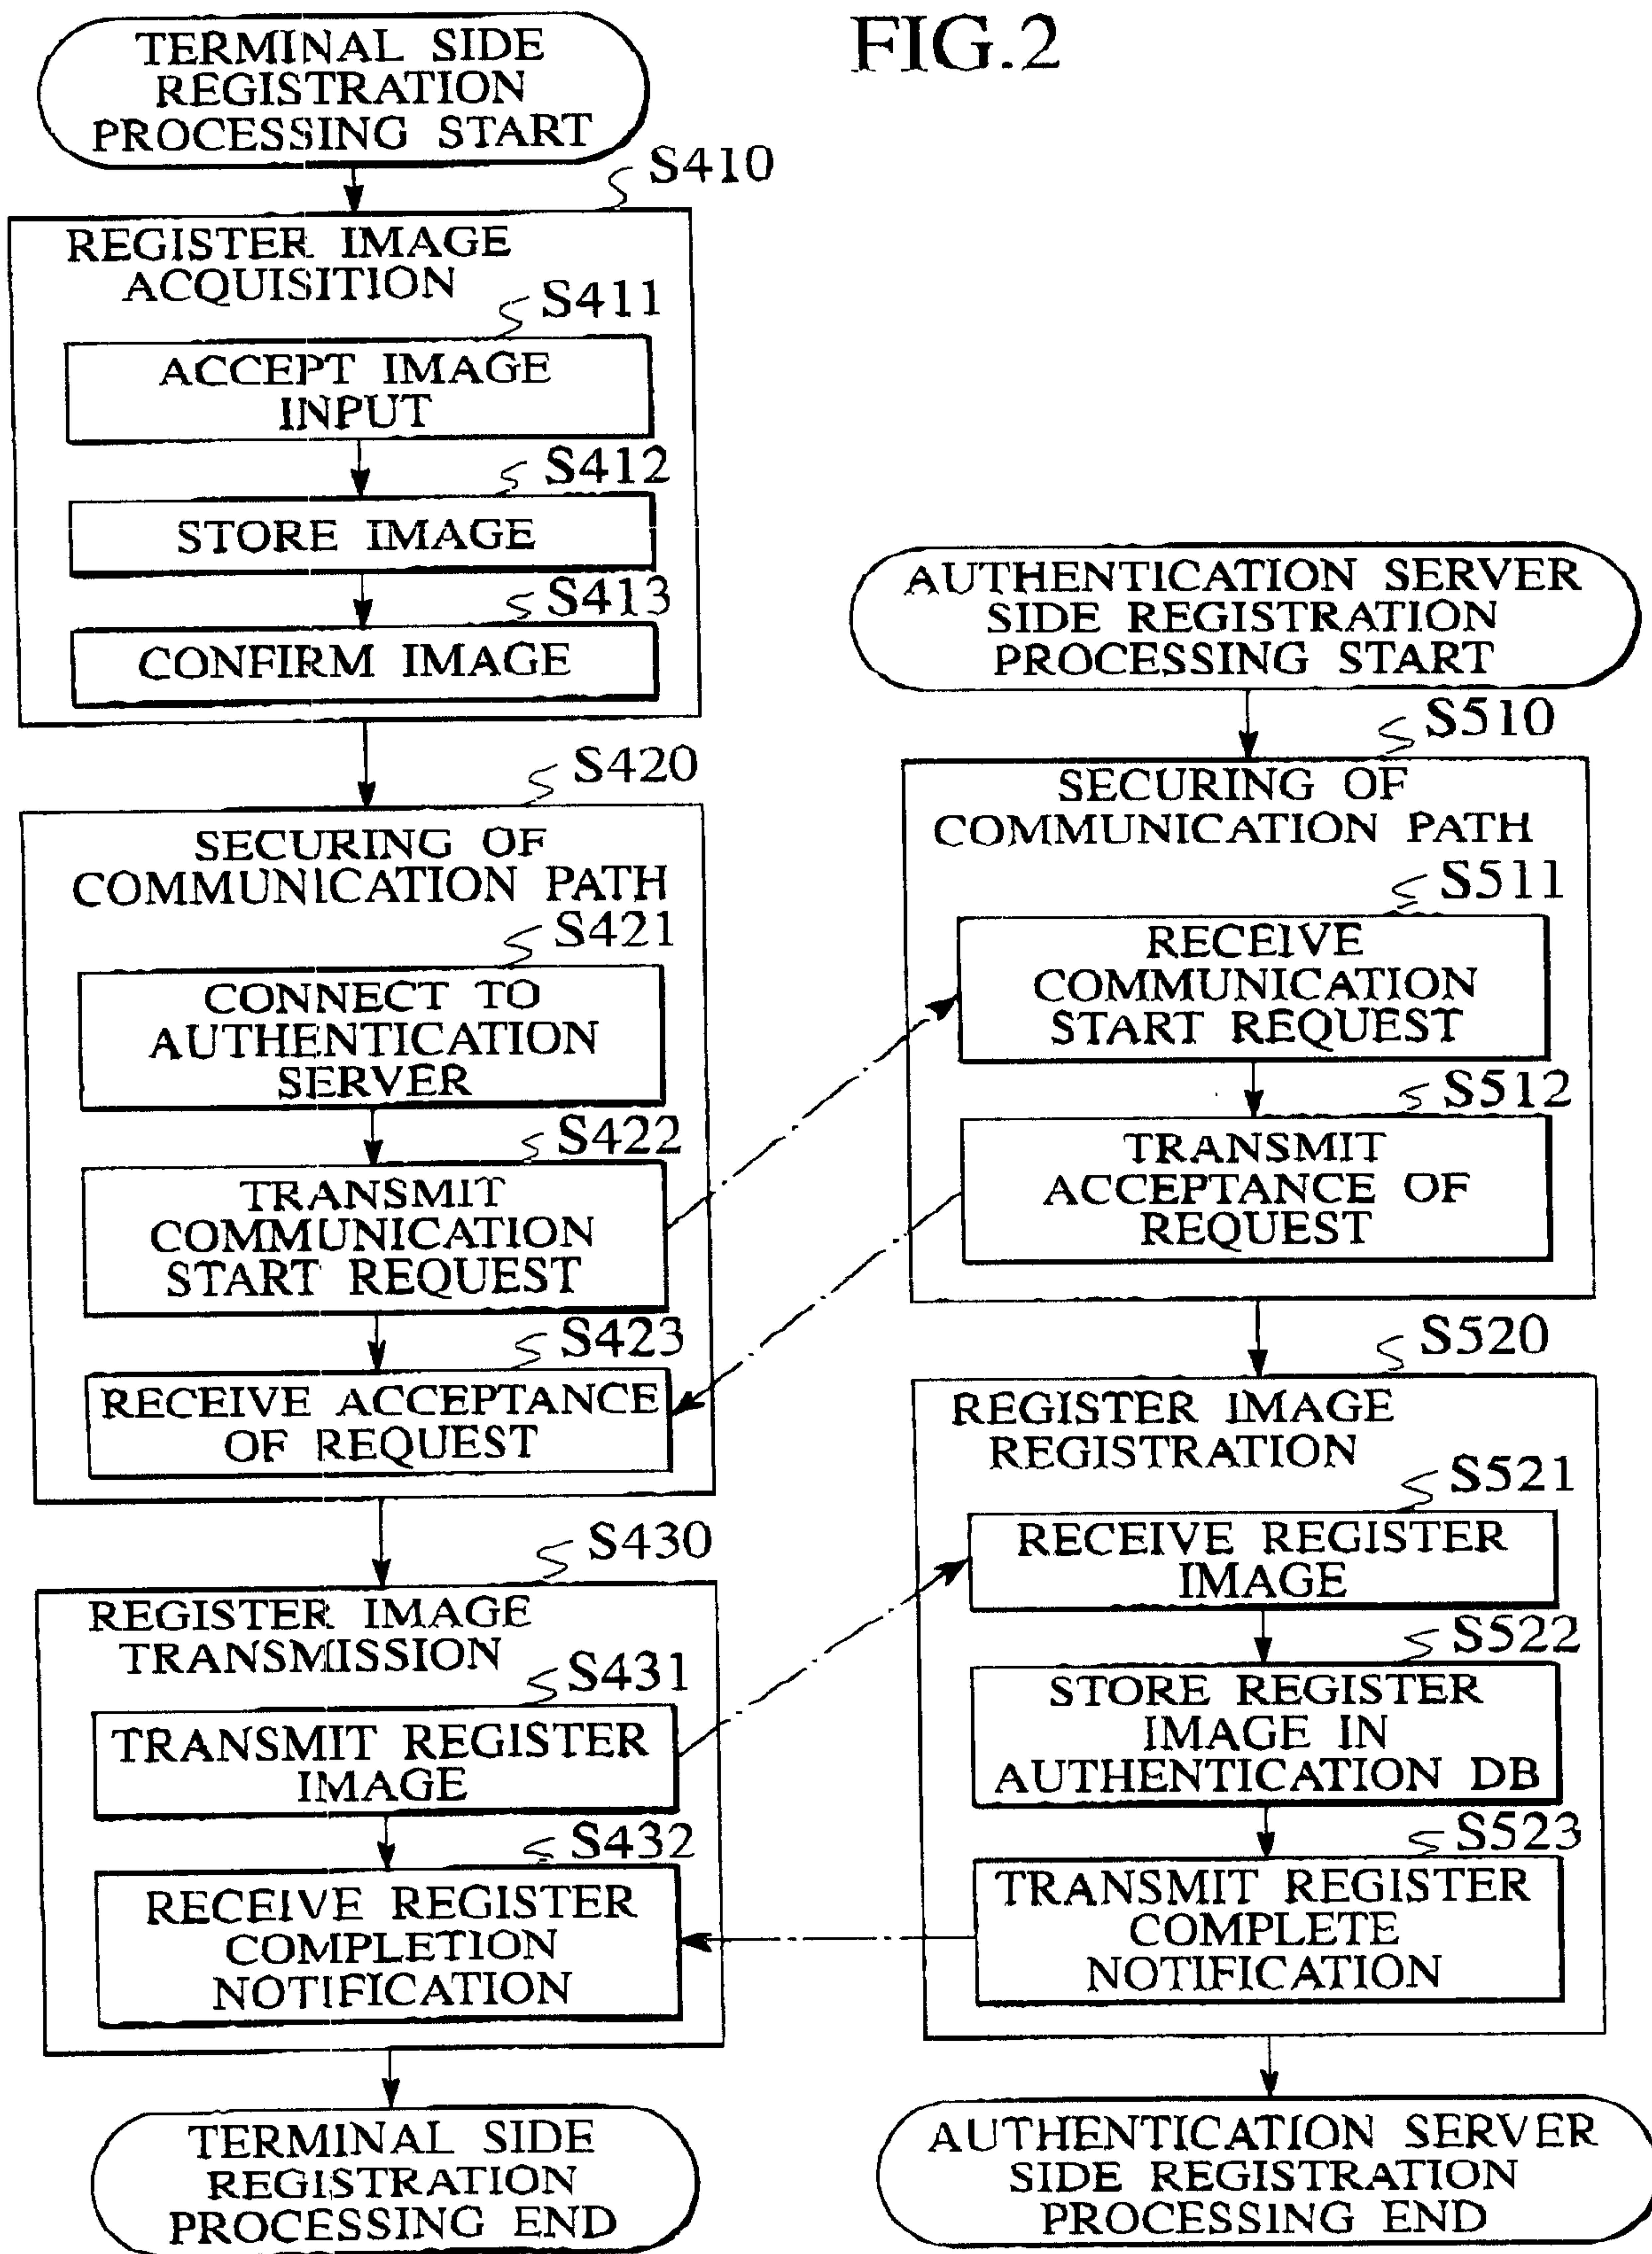 FIG.2
TERMINAL SIDE
REGISTRATION
PROCESSING START
S410
REGISTER IMAGE
ACQUISITION
S411
ACCEPT IMAGE
INPUT
S412
STORE IMAGE
S413
CONFIRM IMAGE
S420
SECURING OF
COMMUNICATION PATH
S421
CONNECT TO
AUTHENTICATION
SERVER
S422
TRANSMIT
COMMUNICATION
START REQUEST
S423
RECEIVE ACCEPTANCE
OF REQUEST
S430
REGISTER IMAGE
TRANSMISSION
S431
TRANSMIT REGISTER
IMAGE
S432
RECEIVE REGISTER
COMPLETION
NOTIFICATION
TERMINAL SIDE
REGISTRATION
PROCESSING END
AUTHENTICATION SERVER
SIDE REGISTRATION
PROCESSING START
S510
SECURING OF
COMMUNICATION PATH
S511
RECEIVE
COMMUNICATION
START REQUEST
S512
TRANSMIT
ACCEPTANCE OF
REQUEST
S520
REGISTER IMAGE
REGISTRATION
S521
RECEIVE REGISTER
IMAGE
S522
STORE REGISTER
IMAGE IN
AUTHENTICATION DB
S523
TRANSMIT REGISTER
COMPLETE
NOTIFICATION
AUTHENTICATION SERVER
SIDE REGISTRATION
PROCESSING END